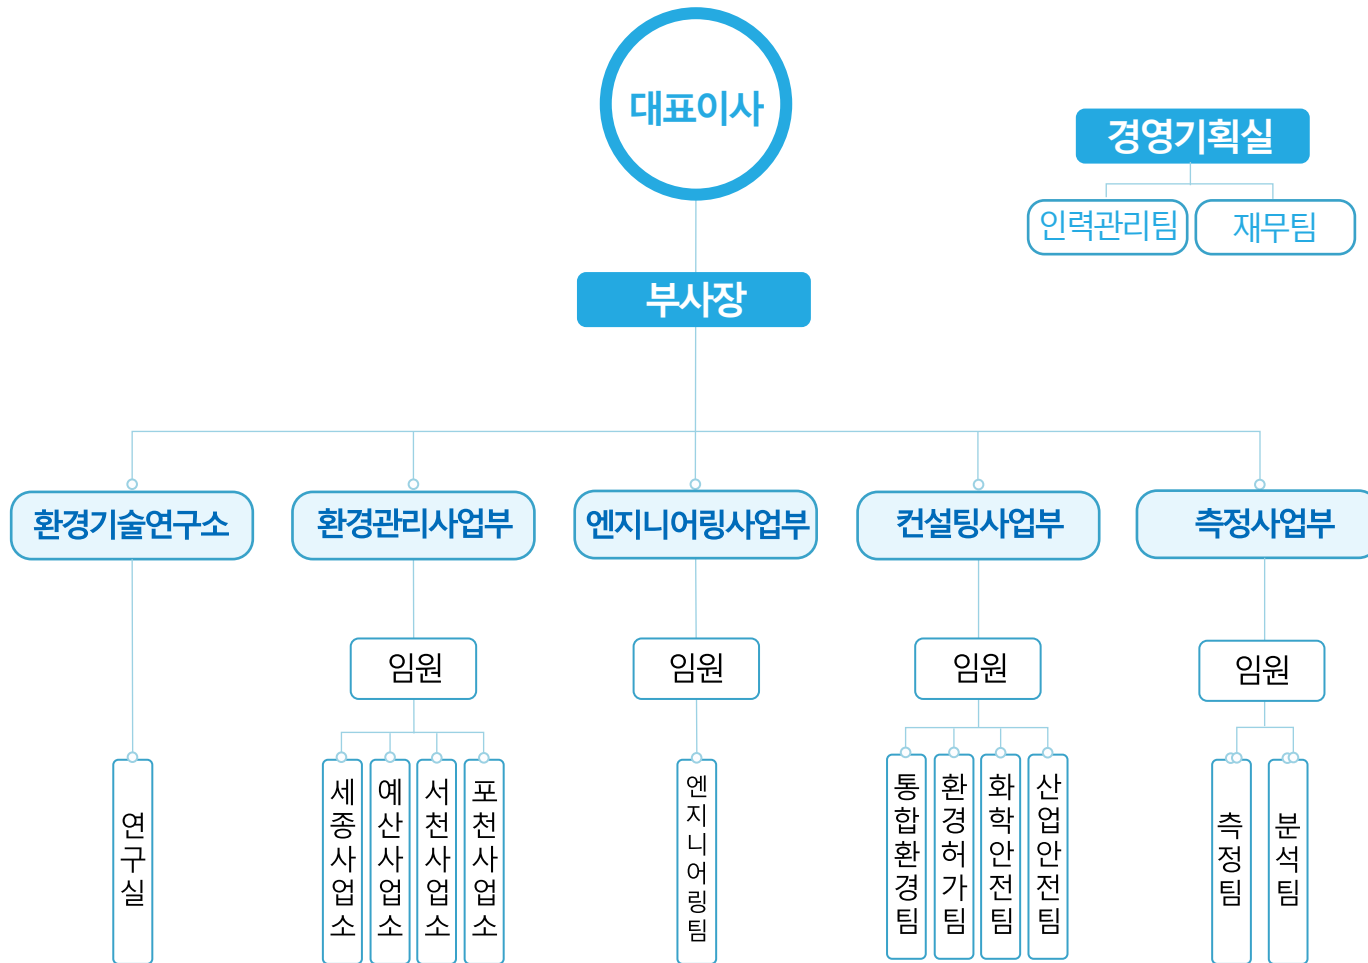 대표이사
경영기획실
인력관리팀
재무팀
부사장
환경기술연구소
환경관리사업부
엔지니어링사업부
컨설팅사업부
측정사업부
임원
임원
임원
임원
연구실
세종사업소
예산사업소
서천사업소
포천사업소
엔지니어링팀
통합환경팀
환경허가팀
화학안전팀
산업안전팀
측정팀
분석팀